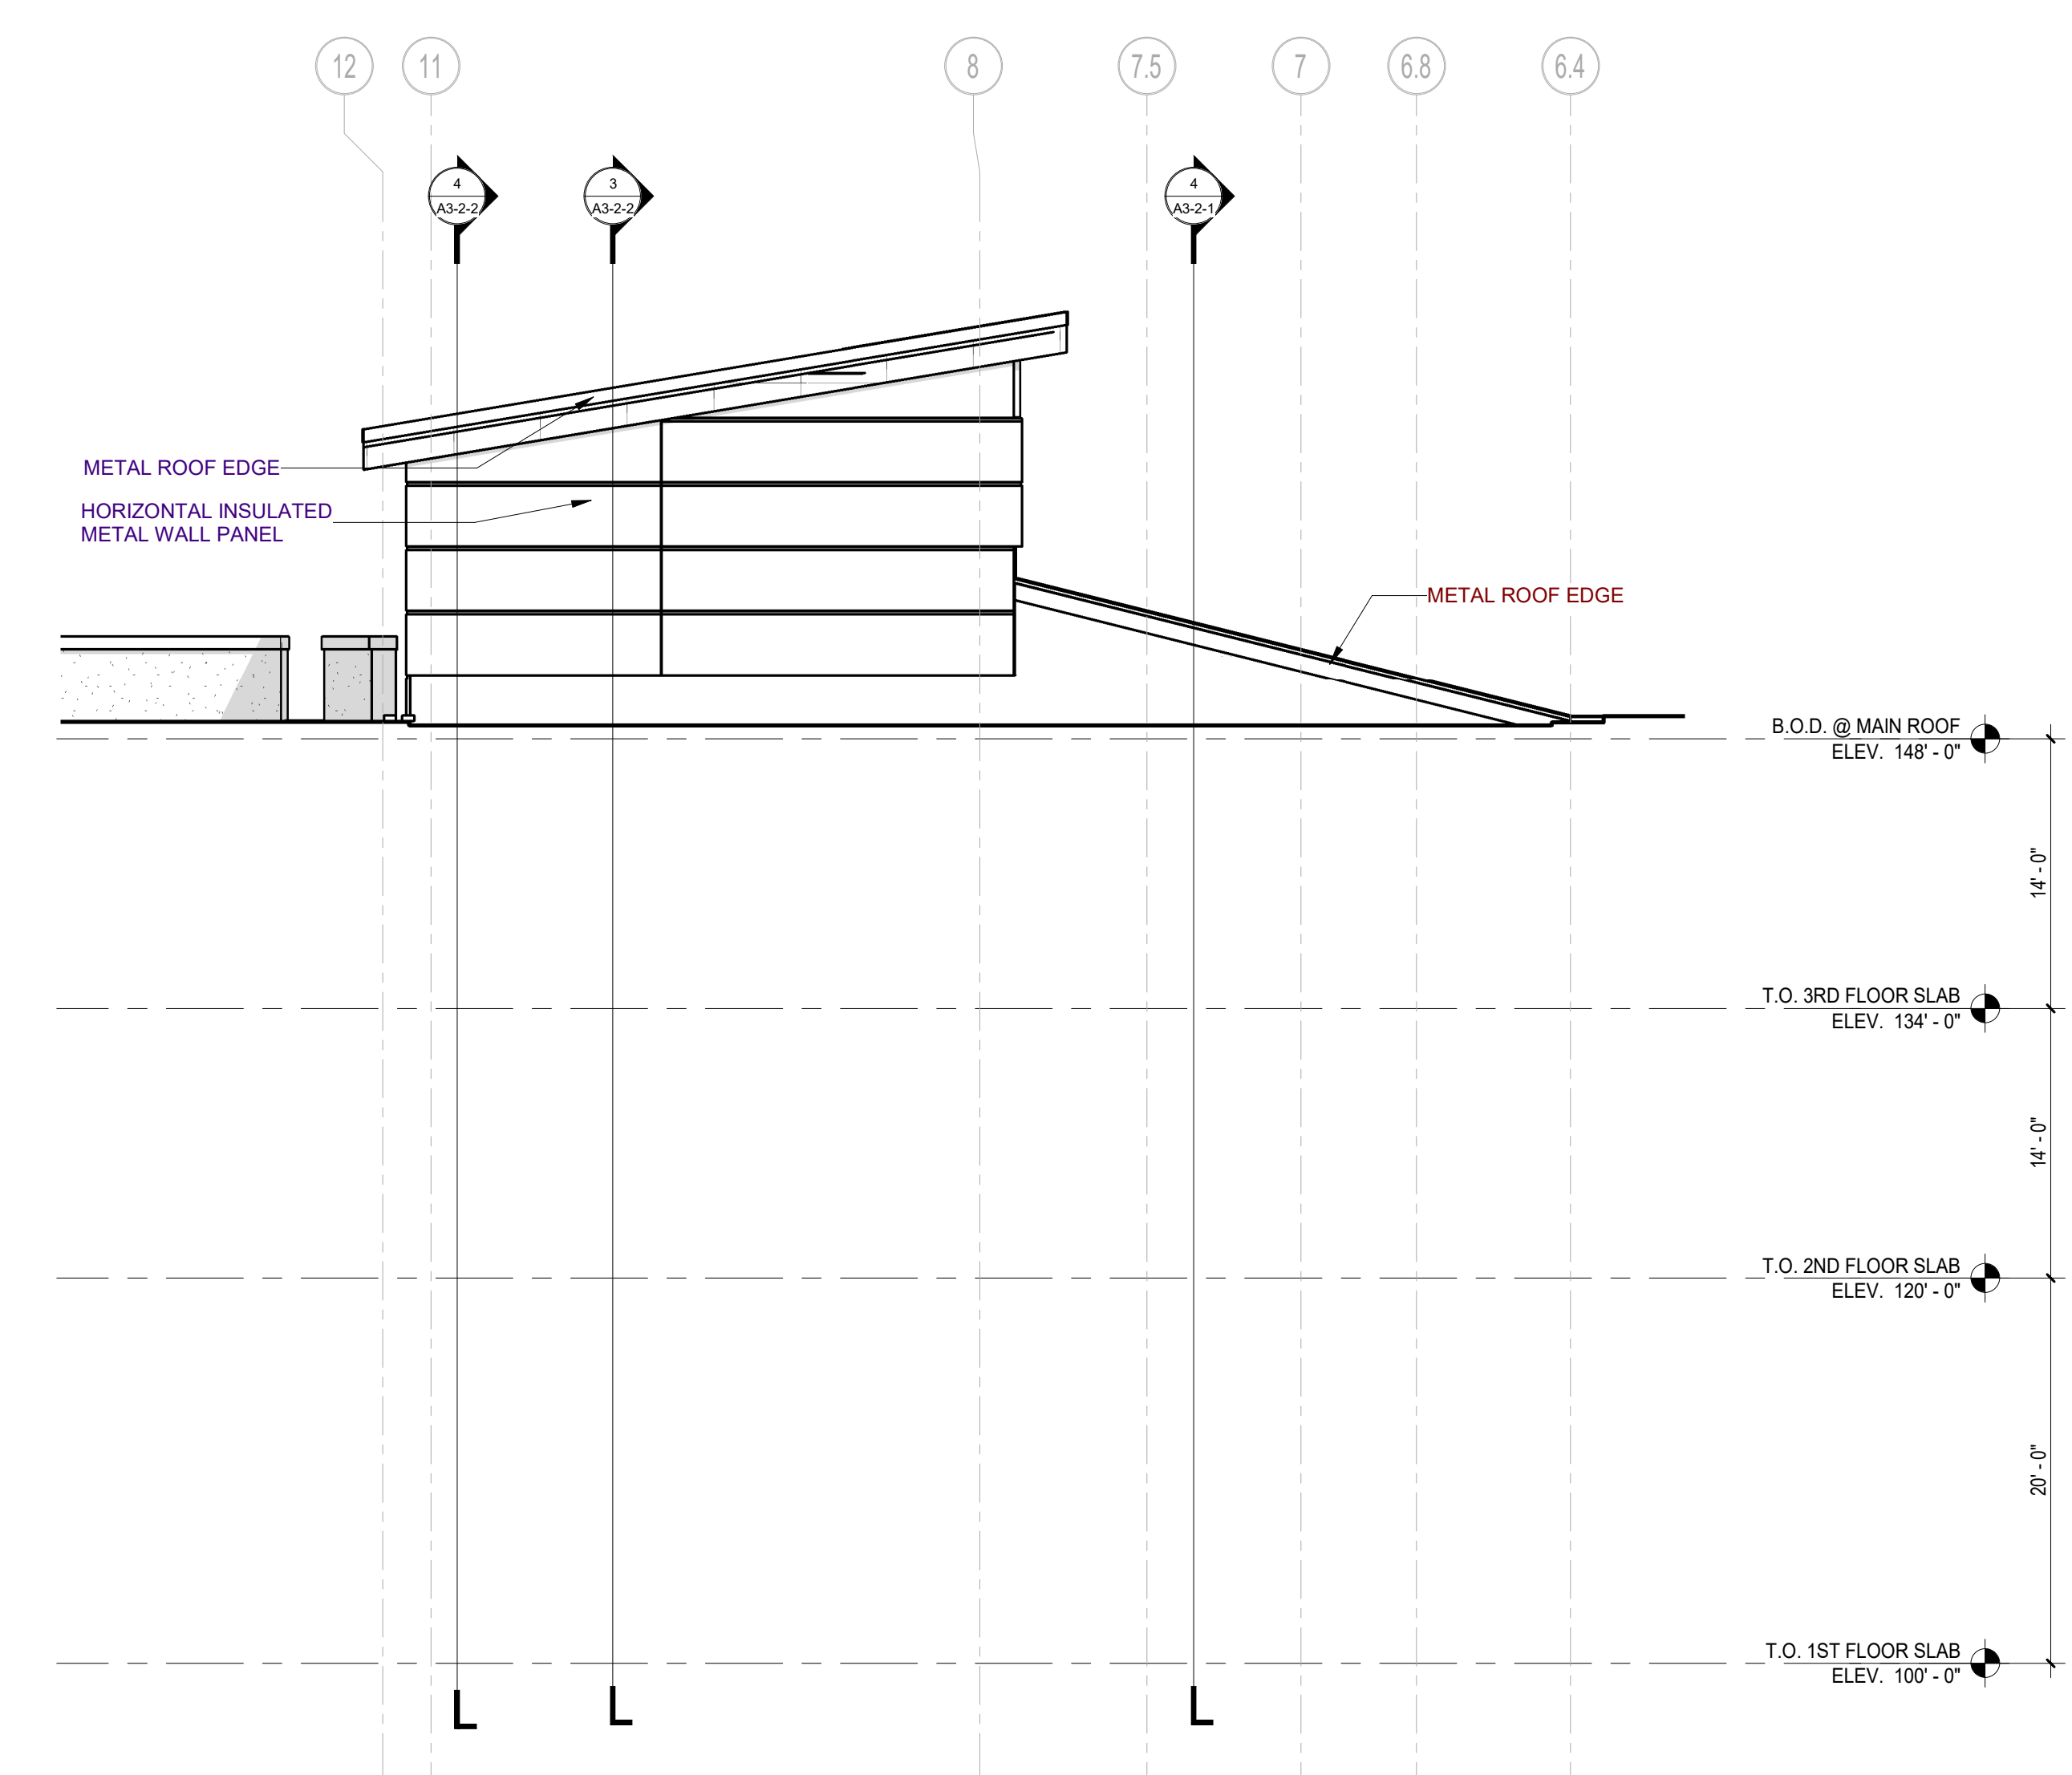 12
11
8
7.5
7
6.8
6.4
4
A3-2-2
3
A3-2-2
4
A3-2-1
METAL ROOF EDGE
HORIZONTAL INSULATED
METAL WALL PANEL
METAL ROOF EDGE
B.O.D. @ MAIN ROOF
ELEV. 148' - 0"
14' - 0"
T.O. 3RD FLOOR SLAB
ELEV. 134' - 0"
14' - 0"
T.O. 2ND FLOOR SLAB
ELEV. 120' - 0"
20' - 0"
T.O. 1ST FLOOR SLAB
ELEV. 100' - 0"